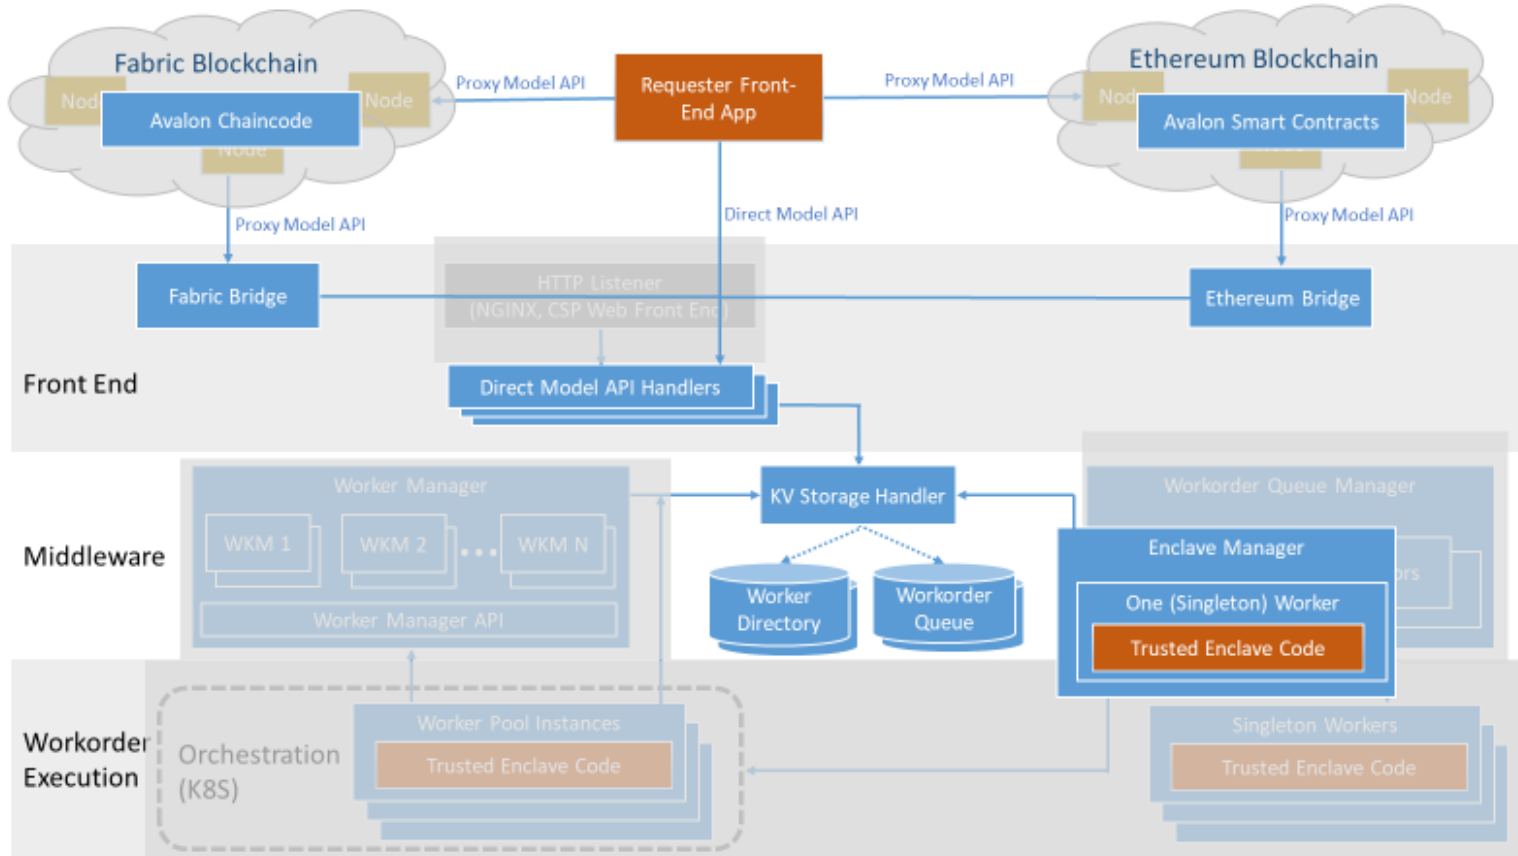 Fabric Blockchain
Ethereum Blockchain
Proxy Model API
Requester Front-
End App
Proxy Model API
Node
Node
Avalon Chaincode
Node
Node
Node
Avalon Smart Contracts
Proxy Model API
Direct Model API
Proxy Model API
Fabric Bridge
HTTP Listener
(NGINX, CSP Web Front End)
Ethereum Bridge
Front End
Direct Model API Handlers
Worker Manager
KV Storage Handler
Workorder Queue Manager
WKM 1
WKM 2
WKM N
Middleware
Enclave Manager
Worker
Directory
Workorder
Queue
One (Singleton) Worker
Trusted Enclave Code
Worker Manager API
Workorder
Execution
Orchestration
(K8S)
Worker Pool Instances
Trusted Enclave Code
Singleton Workers
Trusted Enclave Code